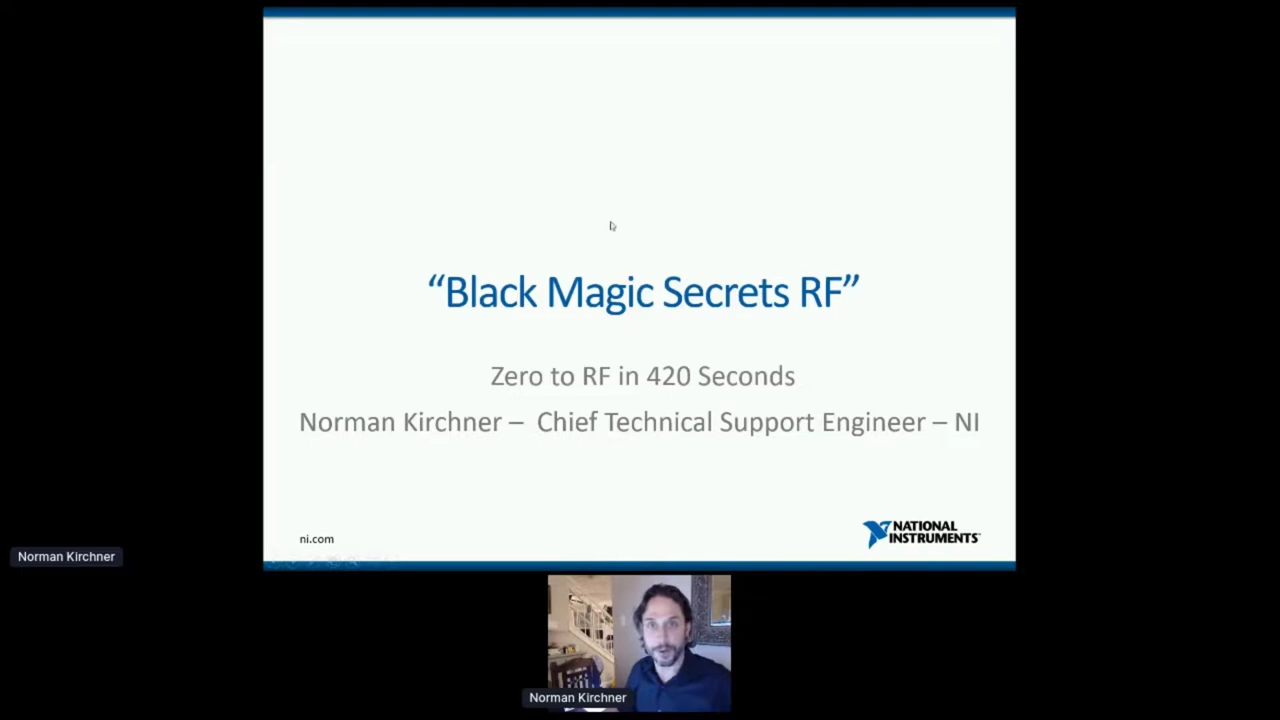 “Black Magic Secrets RF”
Zero to RF in 420 Seconds
Norman Kirchner – Chief Technical Support Engineer – NI
ni.com
NATIONAL
INSTRUMENTS
Norman Kirchner
Norman Kirchner